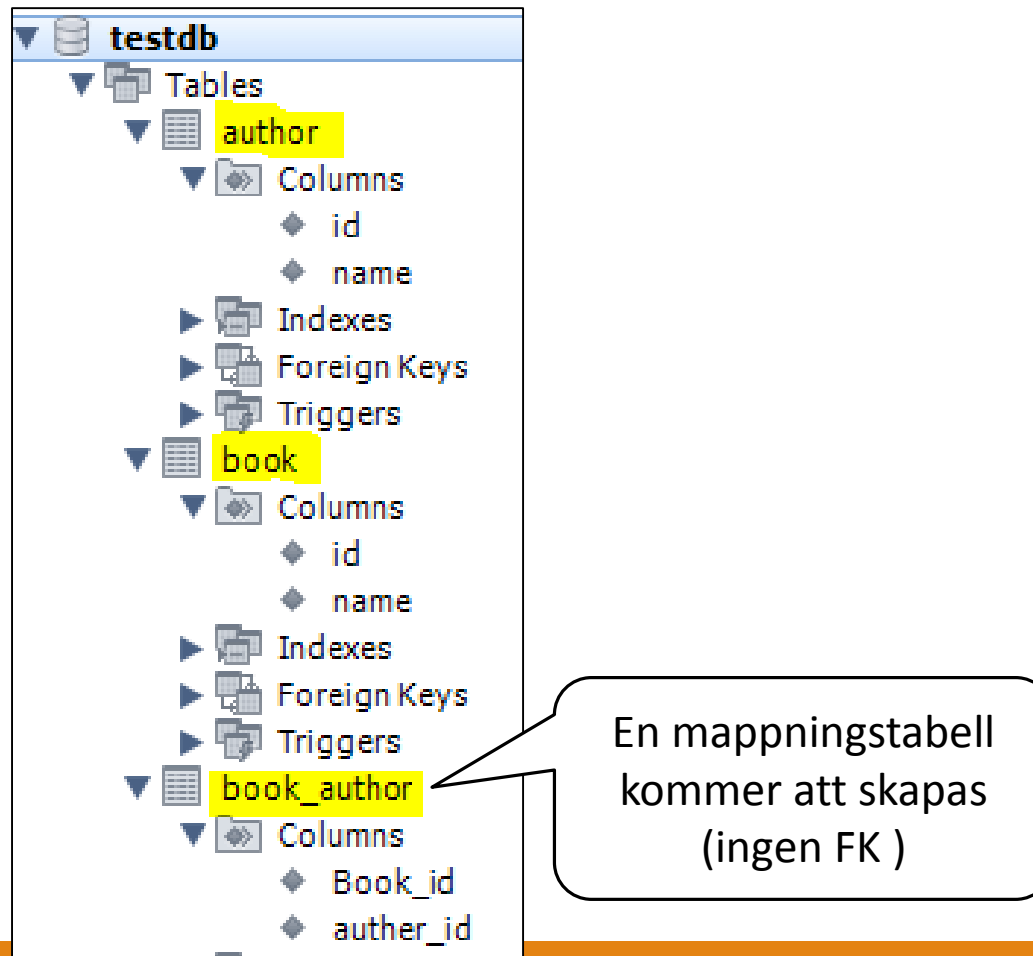 testdb
Tables
author
Columns
id
name
Indexes
Foreign Keys
Triggers
book
Columns
id
name
Indexes
Foreign Keys
Triggers
book_author
Columns
Book_id
auther_id
En mappningstabell
kommer att skapas
(ingen FK )